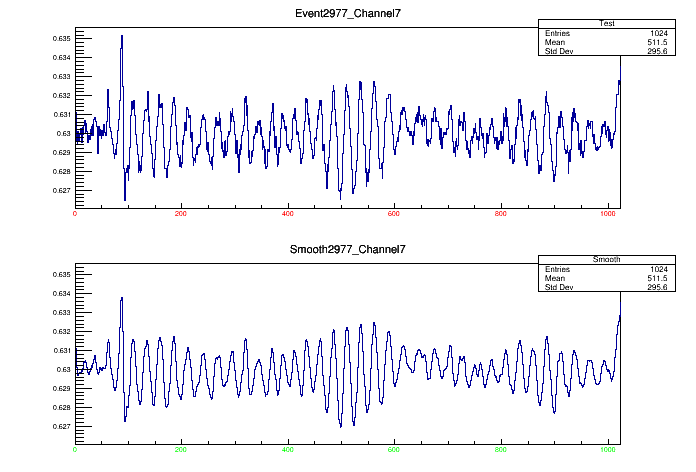 Event2977_Channel7
Test
Entries 1024
Mean 511.5
Std Dev 295.6
0.635
0.634
0.633
0.632
0.631
0.63
0.629
0.628
0.627
0 200 400 600 800 1000
Smooth2977_Channel7
Smooth
Entries 1024
Mean 511.5
Std Dev 295.6
0.635
0.634
0.633
0.632
0.631
0.63
0.629
0.628
0.627
0 200 400 600 800 1000